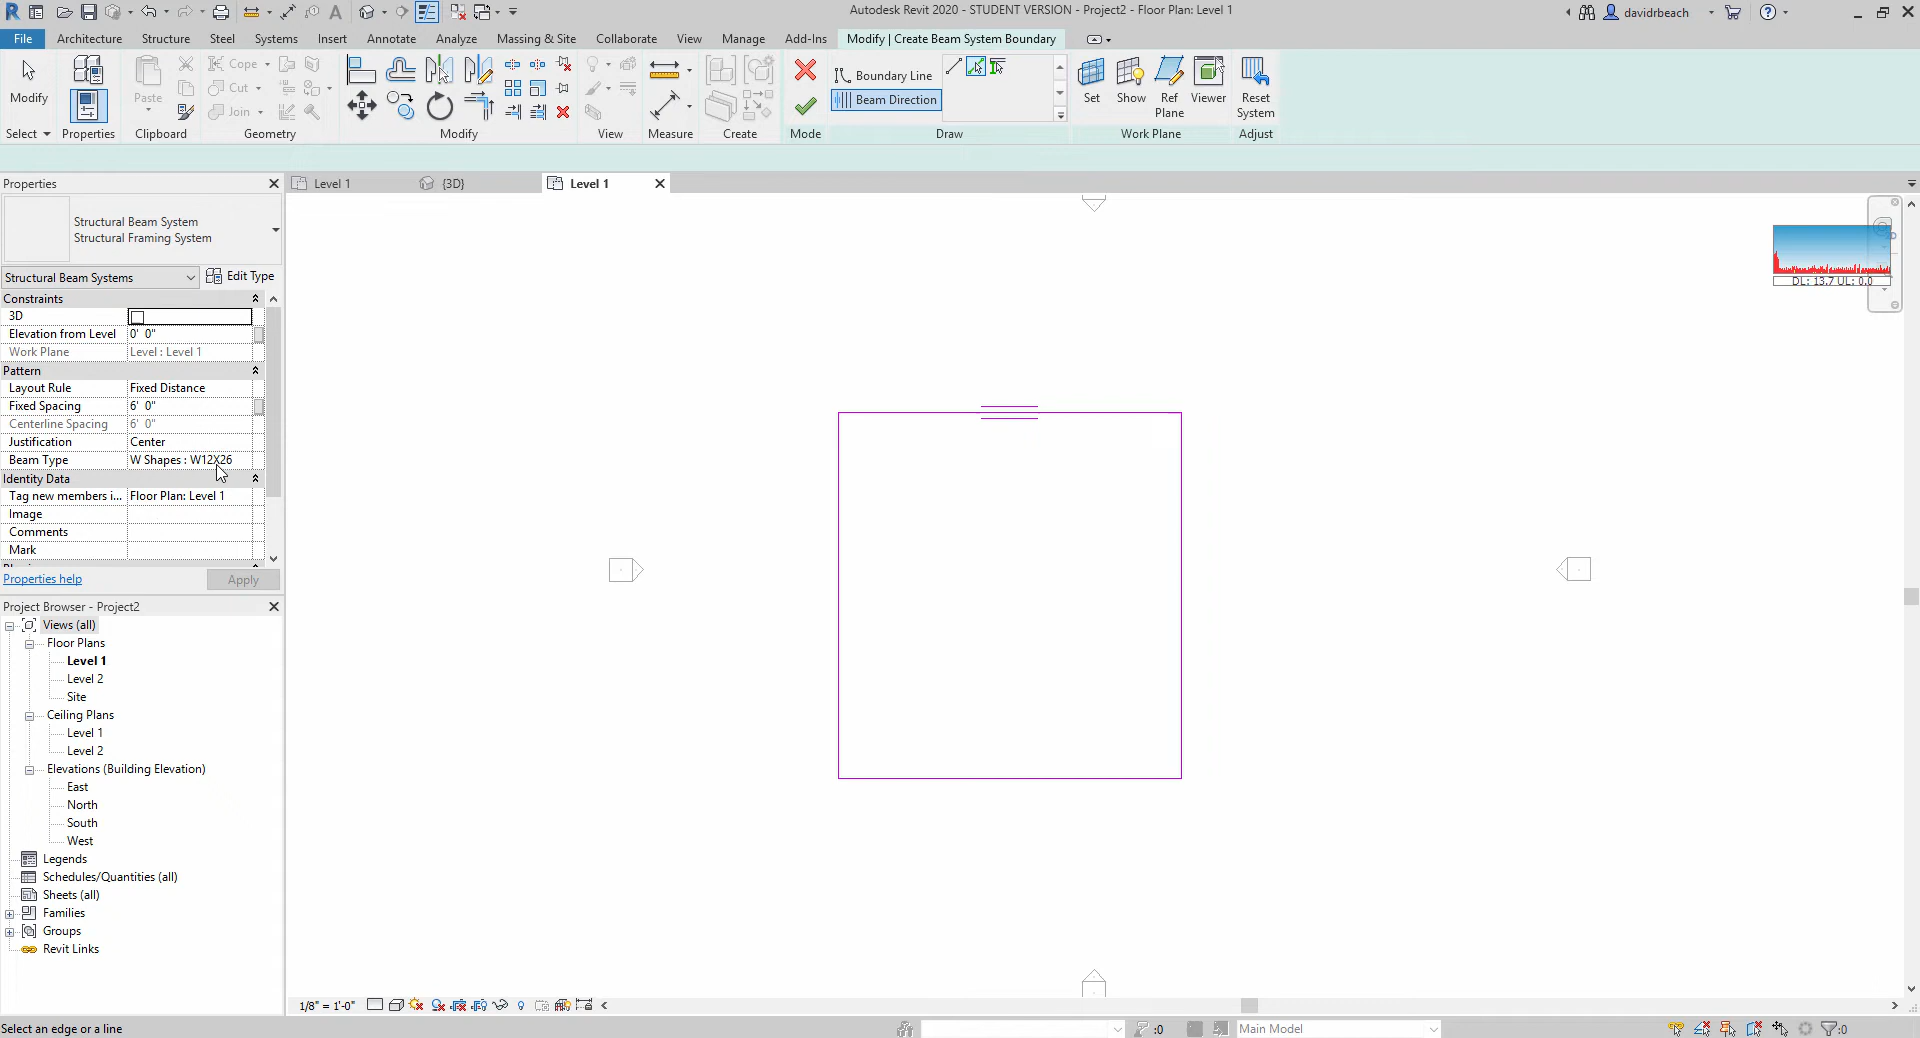 Autodesk Revit 2020 - STUDENT VERSION - Project2 - Floor Plan: Level 1
davidrbeach
File Architecture Structure Steel Systems Insert Annotate Analyze Massing & Site Collaborate View Manage Add-Ins Modify | Create Beam System Boundary
Modify
Paste
Cope
Cut
Join
Boundary Line
Beam Direction
Set
Show
Ref
Plane
Viewer
Reset
System
Select Properties Clipboard Geometry Modify View Measure Create Mode Draw Work Plane Adjust
Properties
Level 1 {3D} Level 1
Structural Beam System
Structural Framing System
Structural Beam Systems Edit Type
Constraints
3D
Elevation from Level 0' 0"
Work Plane Level : Level 1
Pattern
Layout Rule Fixed Distance
Fixed Spacing 6' 0"
Centerline Spacing 6' 0"
Justification Center
Beam Type W Shapes : W12X26
Identity Data
Tag new members i... Floor Plan: Level 1
Image
Comments
Mark
Properties help Apply
DL: 13.7 UL: 0.0
Project Browser - Project2
Views (all)
Floor Plans
Level 1
Level 2
Site
Ceiling Plans
Level 1
Level 2
Elevations (Building Elevation)
East
North
South
West
Legends
Schedules/Quantities (all)
Sheets (all)
Families
Groups
Revit Links
1/8" = 1'-0"
Select an edge or a line
:0
Main Model
:0